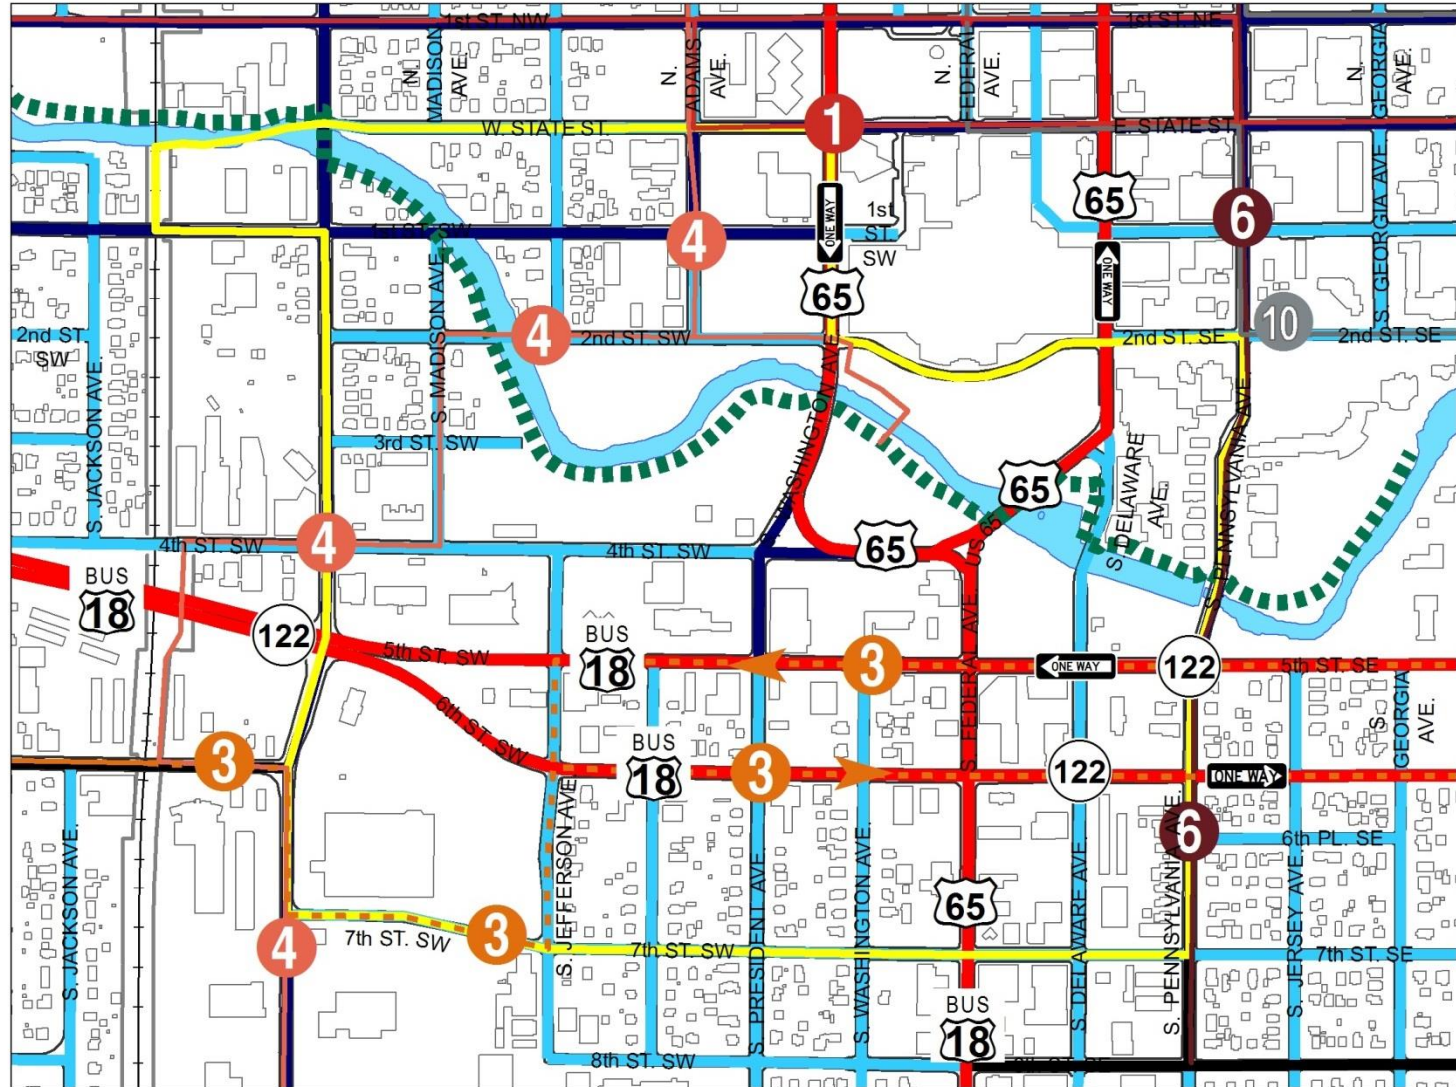 1st ST. NW
N. MADISON AVE.
N. ADAMS AVE.
N. FEDERAL AVE.
1st ST. NE
N. GEORGIA AVE.
W. STATE ST.
1
E. STATE ST.
65
6
S. GEORGIA AVE.
1st ST. SW
4
ONE WAY
1st
ST.
SW
65
ONE WAY
10
2nd ST.
SW
4
2nd ST. SW
2nd ST. SE
2nd ST. SE
S. JACKSON AVE.
S. MADISON AVE.
3rd ST. SW
S. WASHINGTON AVE.
65
S. DELAWARE
AVE.
S. PENNSYLVANIA AVE.
4th ST. SW
4
4th ST. SW
65
US 65
BUS
18
122
5th ST. SW
BUS
18
3
ONE WAY
122
5th ST. SE
S. FEDERAL AVE.
S. GEORGIA AVE.
6th ST. SW
3
BUS
18
3
122
ONE WAY
S. JEFFERSON AVE.
6
6th PL. SE
S. JACKSON AVE.
S. PRESIDENT AVE.
S. WASHINGTON AVE.
S. DELAWARE AVE.
S. PENNSYLVANIA AVE.
S. JERSEY AVE.
65
7th ST. SW
3
4
7th ST. SW
7th ST. SE
BUS
18
8th ST. SW
8th ST. SE